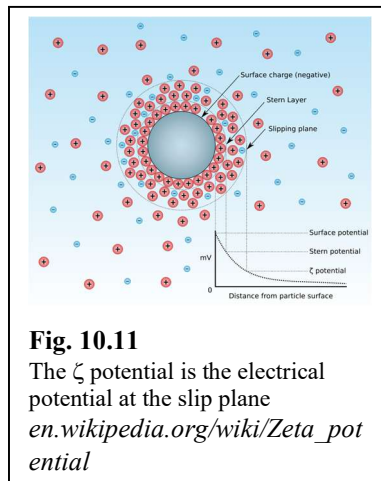 Surface charge (negative)
Stern Layer
Slipping plane
Surface potential
Stern potential
ζ potential
mV
0
Distance from particle surface
Fig. 10.11
The ζ potential is the electrical
potential at the slip plane
en.wikipedia.org/wiki/Zeta_pot
ential